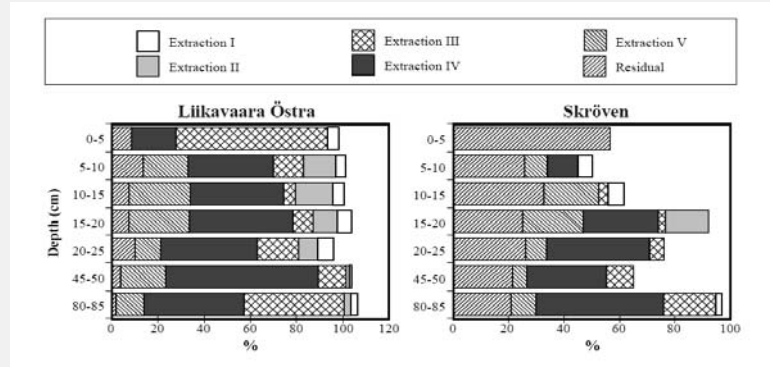 Extraction I Extraction III Extraction V
Extraction II Extraction IV Residual
Liikavaara Östra Skröven
0-5 0-5
5-10 5-10
10-15 10-15
15-20 15-20
20-25 20-25
45-50 45-50
80-85 80-85
Depth (cm)
0 20 40 60 80 100 120 0 20 40 60 80 100
% %